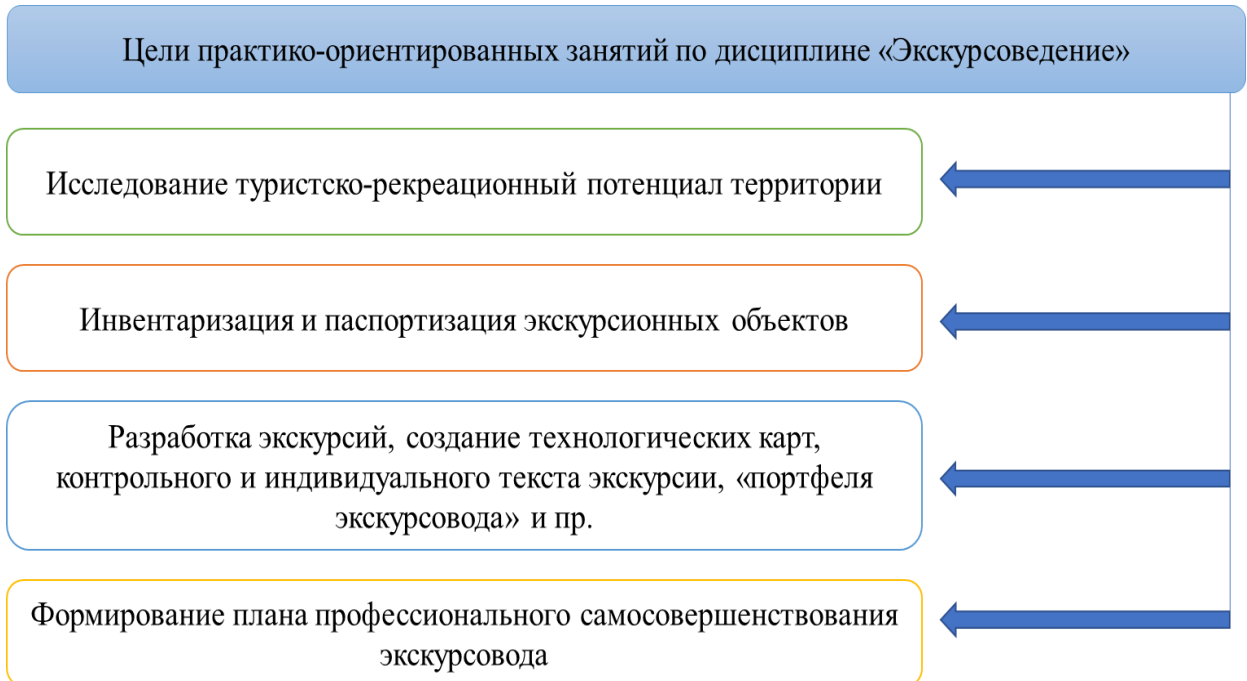 Цели практико-ориентированных занятий по дисциплине «Экскурсоведение»
Исследование туристско-рекреационный потенциал территории
Инвентаризация и паспортизация экскурсионных объектов
Разработка экскурсий, создание технологических карт,
контрольного и индивидуального текста экскурсии, «портфеля
экскурсовода» и пр.
Формирование плана профессионального самосовершенствования
экскурсовода